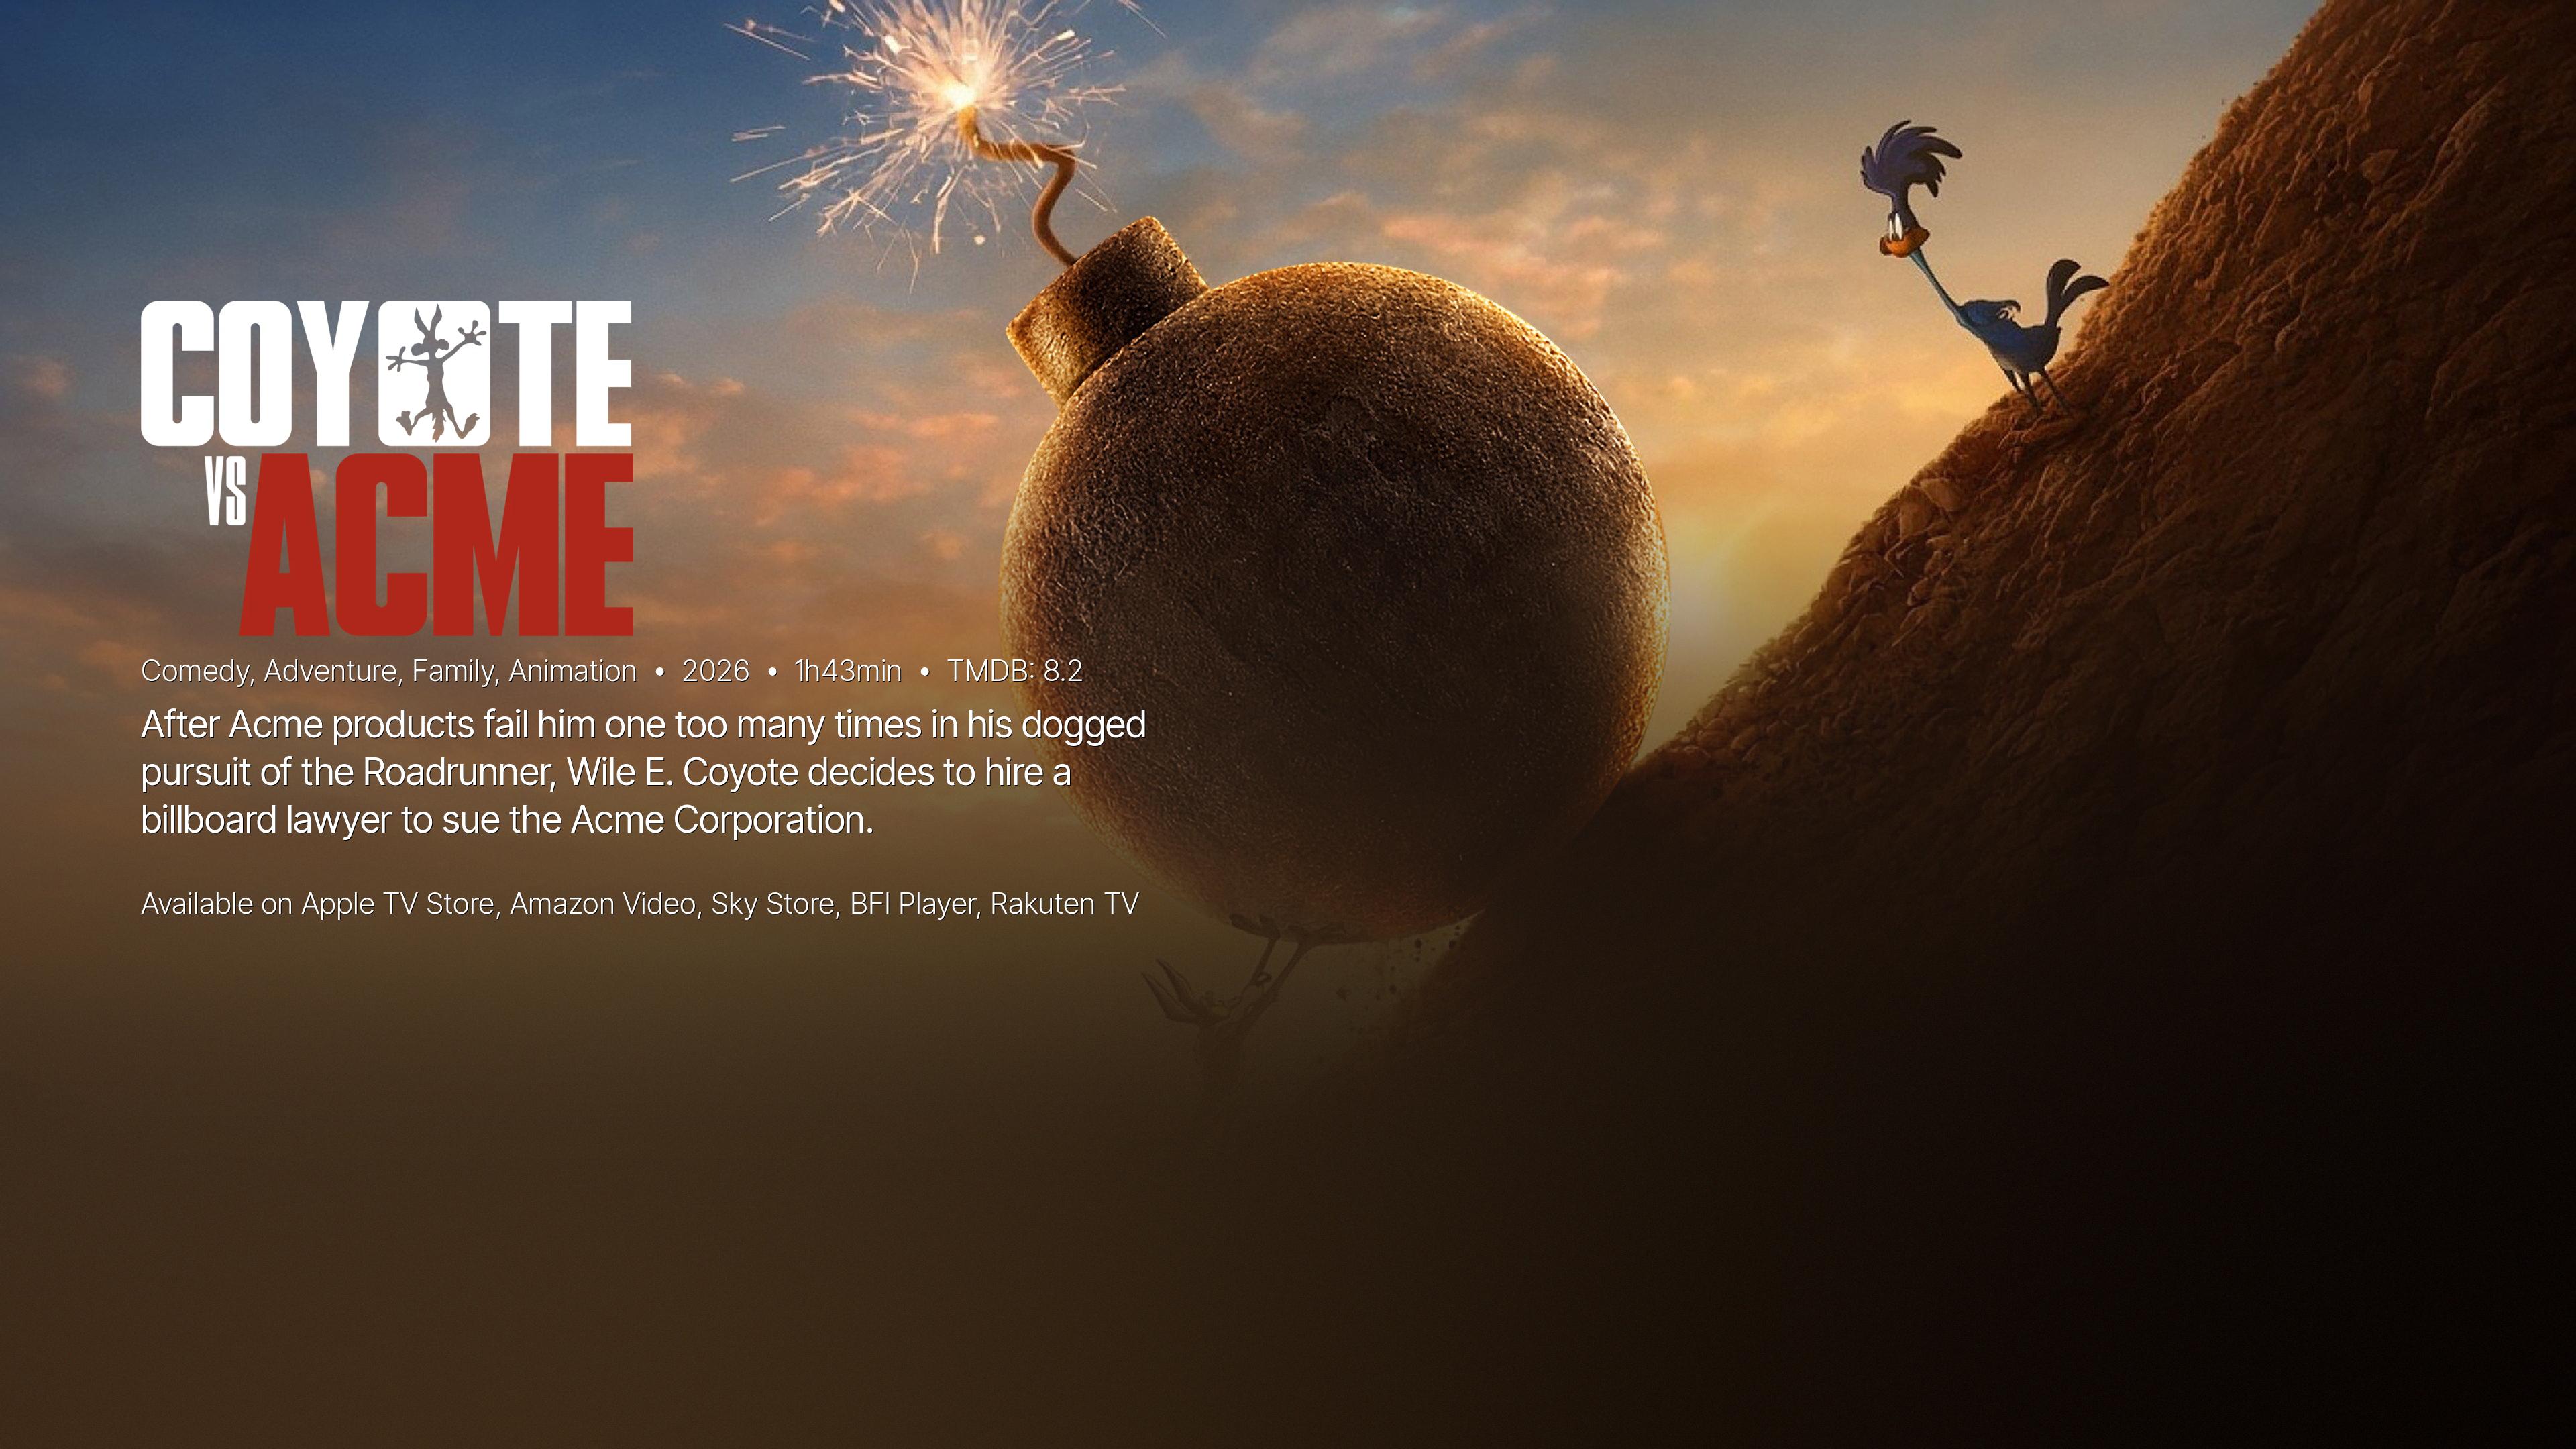 COYOTE
VS ACME
Comedy, Adventure, Family, Animation • 2026 • 1h43min • TMDB: 8.2
After Acme products fail him one too many times in his dogged
pursuit of the Roadrunner, Wile E. Coyote decides to hire a
billboard lawyer to sue the Acme Corporation.
Available on Apple TV Store, Amazon Video, Sky Store, BFI Player, Rakuten TV